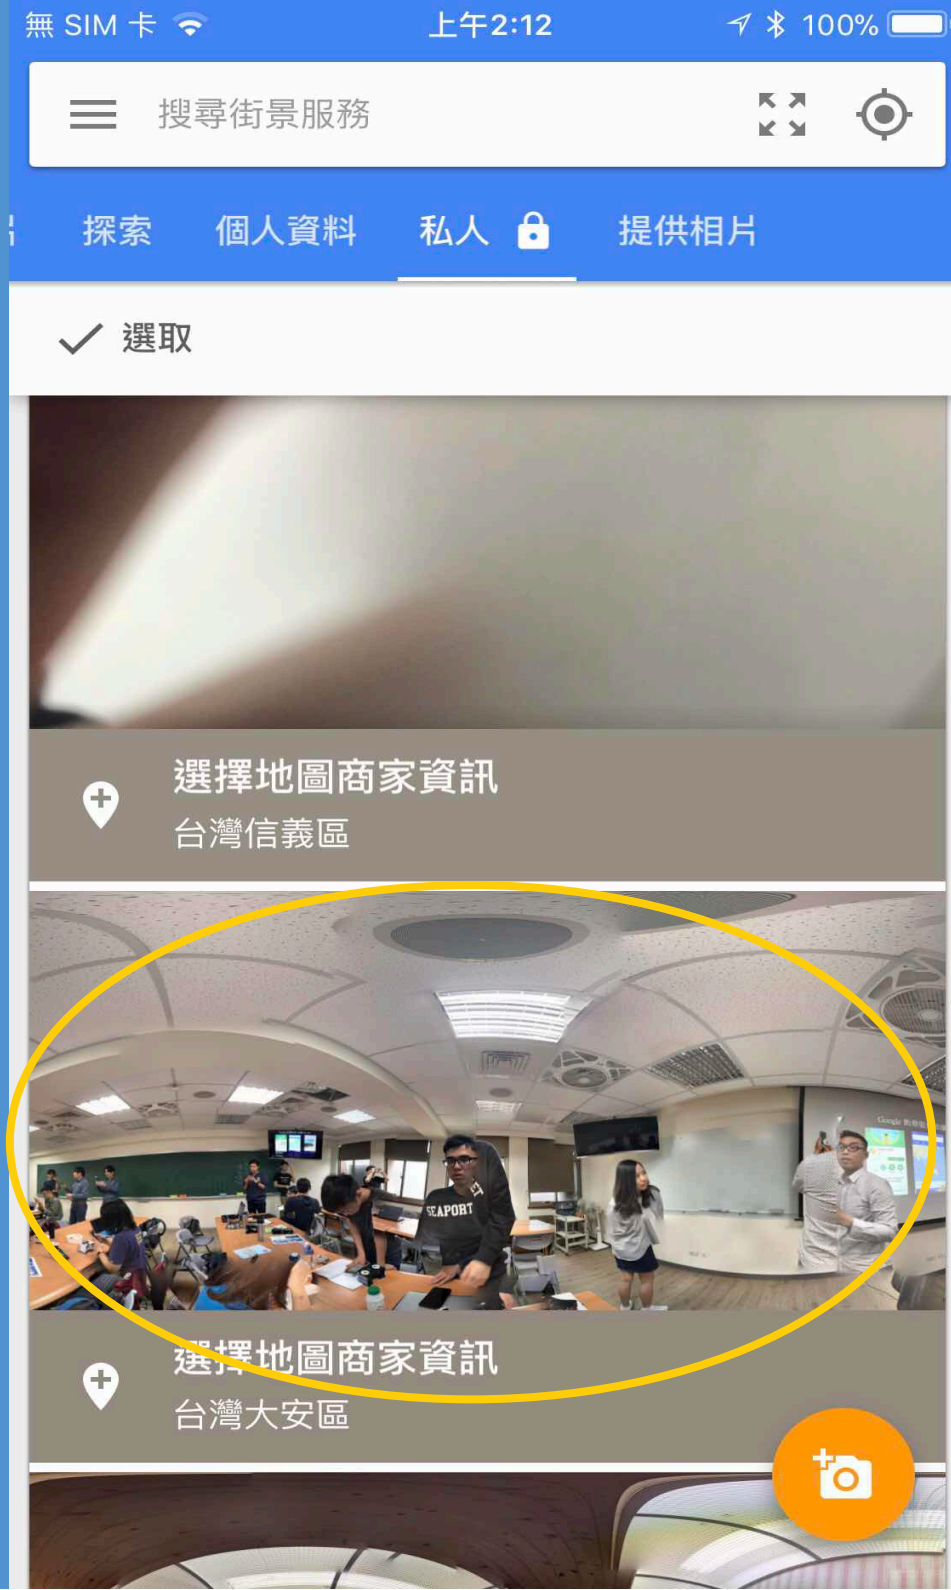 無 SIM 卡 上午2:12 100%
搜尋街景服務
探索 個人資料 私人 提供相片
選取
選擇地圖商家資訊
台灣信義區
SEAPORT
Google
選擇地圖商家資訊
台灣大安區